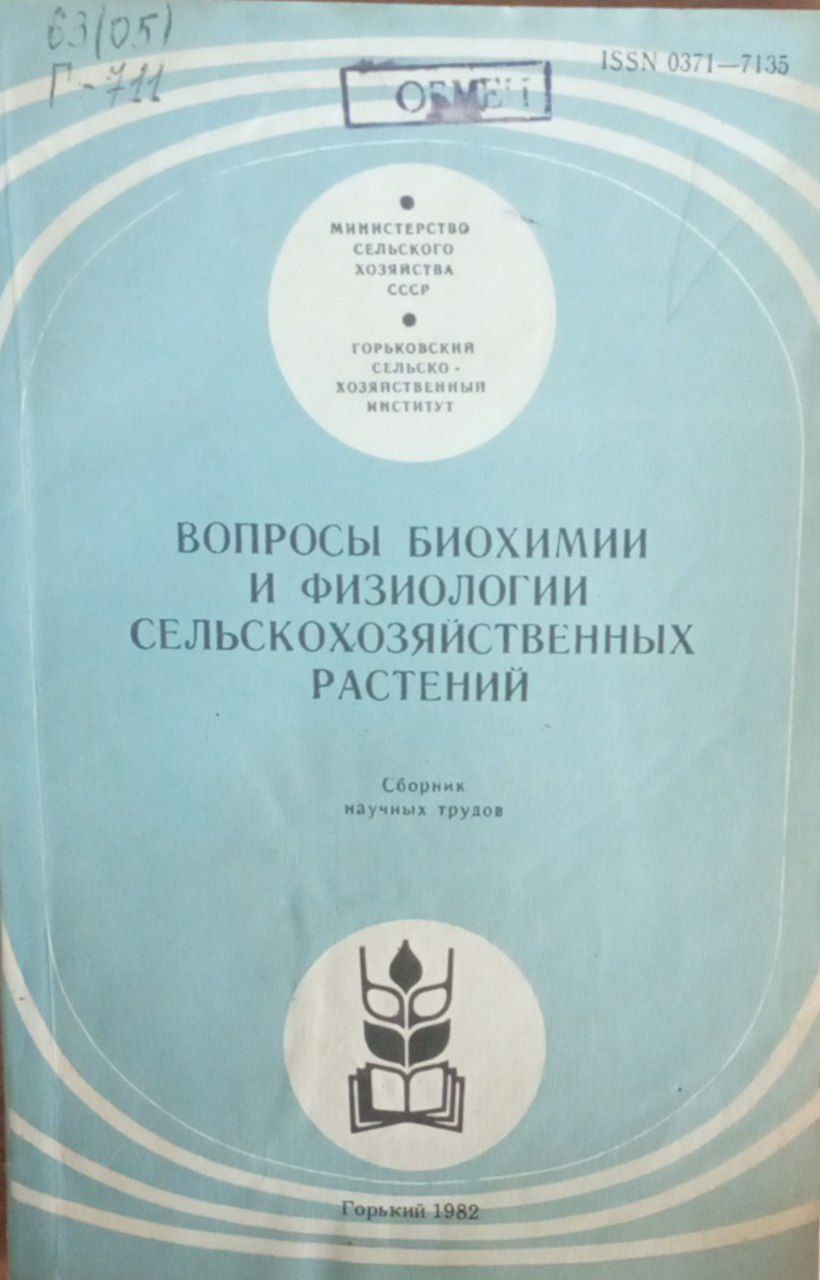 63(05)
Г-711
ISSN 0371—7135
ОБМЕН
МИНИСТЕРСТВО
СЕЛЬСКОГО
ХОЗЯЙСТВА
СССР
ГОРЬКОВСКИЙ
СЕЛЬСКО-
ХОЗЯЙСТВЕННЫЙ
ИНСТИТУТ
ВОПРОСЫ БИОХИМИИ
И ФИЗИОЛОГИИ
СЕЛЬСКОХОЗЯЙСТВЕННЫХ
РАСТЕНИЙ
Сборник
научных трудов
Горький 1982